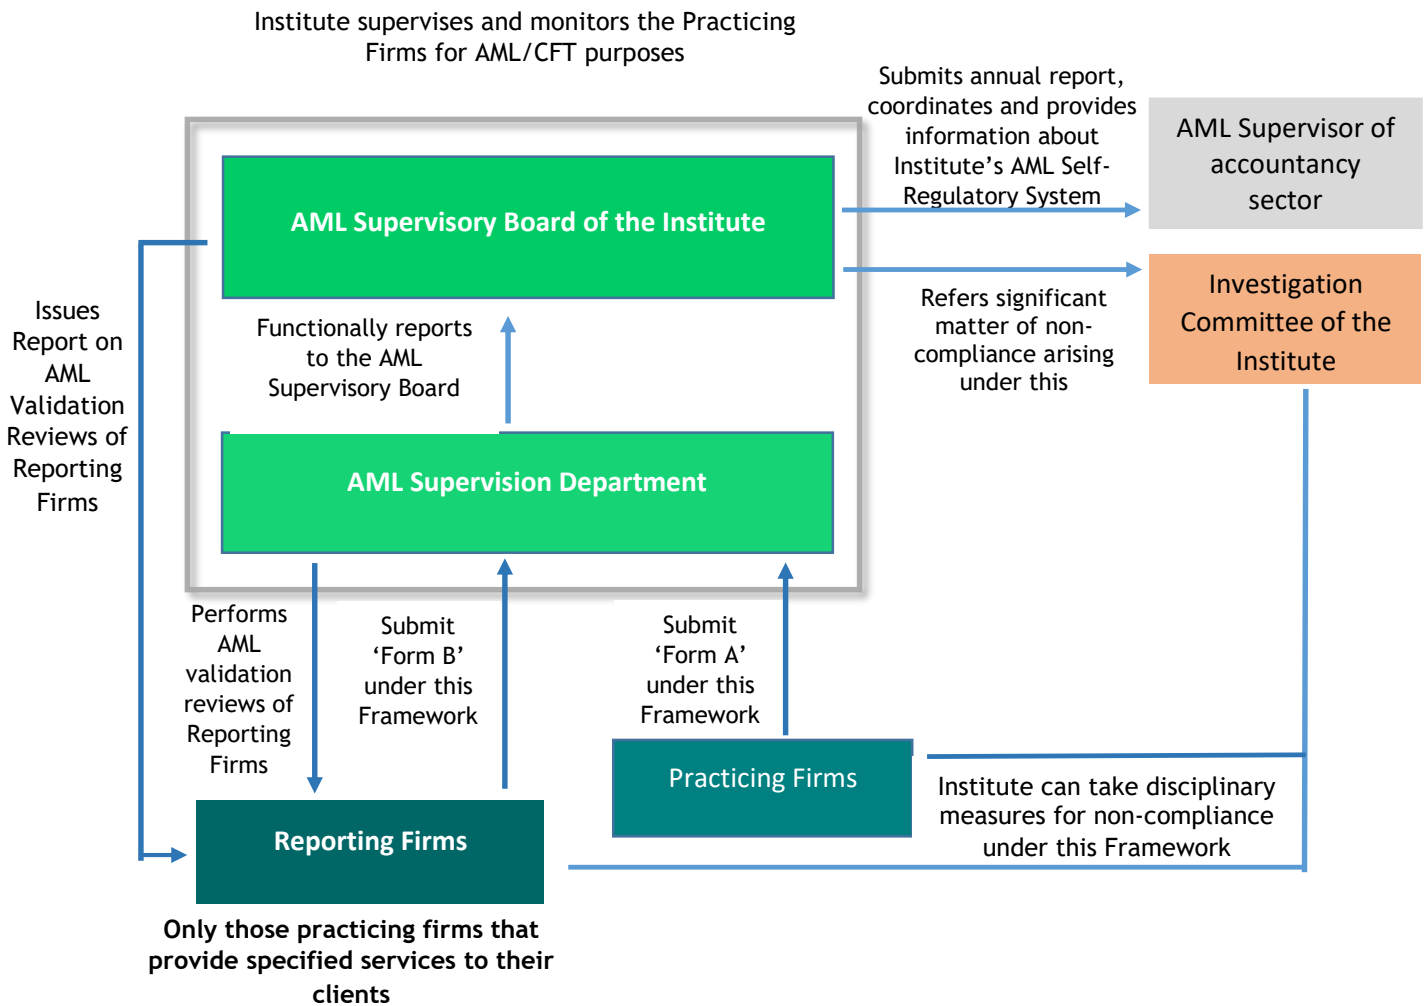 Institute supervises and monitors the Practicing
Firms for AML/CFT purposes
Submits annual report,
coordinates and provides
information about
Institute’s AML Self-
Regulatory System
AML Supervisor of
accountancy
sector
AML Supervisory Board of the Institute
Investigation
Committee of the
Institute
Refers significant
matter of non-
compliance arising
under this
Issues
Report on
AML
Validation
Reviews of
Reporting
Firms
Functionally reports
to the AML
Supervisory Board
AML Supervision Department
Performs
AML
validation
reviews of
Reporting
Firms
Submit
‘Form B’
under this
Framework
Submit
‘Form A’
under this
Framework
Practicing Firms
Institute can take disciplinary
measures for non-compliance
under this Framework
Reporting Firms
Only those practicing firms that
provide specified services to their
clients